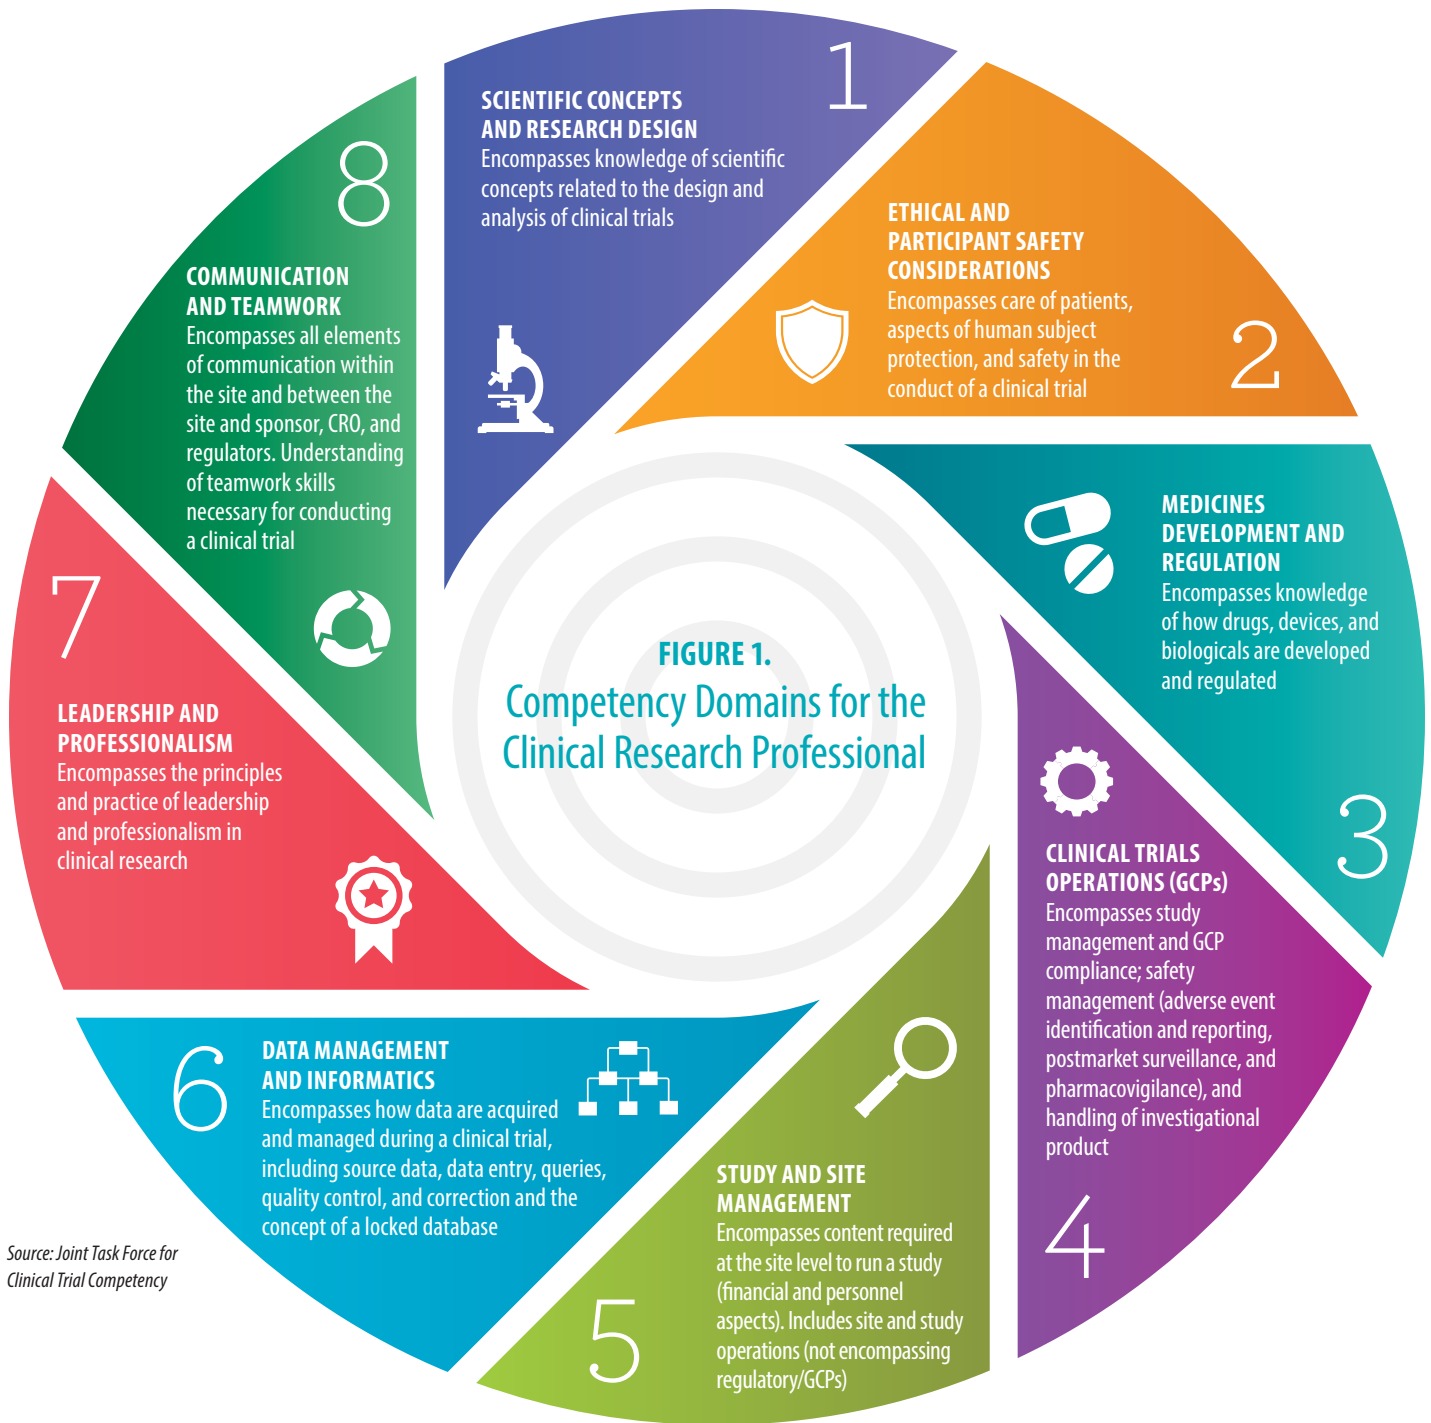 1
SCIENTIFIC CONCEPTS
AND RESEARCH DESIGN
Encompasses knowledge of scientific
concepts related to the design and
analysis of clinical trials
ETHICAL AND
PARTICIPANT SAFETY
CONSIDERATIONS
Encompasses care of patients,
aspects of human subject
protection, and safety in the
conduct of a clinical trial
2
MEDICINES
DEVELOPMENT AND
REGULATION
Encompasses knowledge
of how drugs, devices, and
biologicals are developed
and regulated
3
CLINICAL TRIALS
OPERATIONS (GCPs)
Encompasses study
management and GCP
compliance; safety
management (adverse event
identification and reporting,
postmarket surveillance, and
pharmacovigilance), and
handling of investigational
product
4
STUDY AND SITE
MANAGEMENT
Encompasses content required
at the site level to run a study
(financial and personnel
aspects). Includes site and study
operations (not encompassing
regulatory/GCPs)
5
6
DATA MANAGEMENT
AND INFORMATICS
Encompasses how data are acquired
and managed during a clinical trial,
including source data, data entry, queries,
quality control, and correction and the
concept of a locked database
7
LEADERSHIP AND
PROFESSIONALISM
Encompasses the principles
and practice of leadership
and professionalism in
clinical research
8
COMMUNICATION
AND TEAMWORK
Encompasses all elements
of communication within
the site and between the
site and sponsor, CRO, and
regulators. Understanding
of teamwork skills
necessary for conducting
a clinical trial
FIGURE 1.
Competency Domains for the
Clinical Research Professional
Source: Joint Task Force for
Clinical Trial Competency